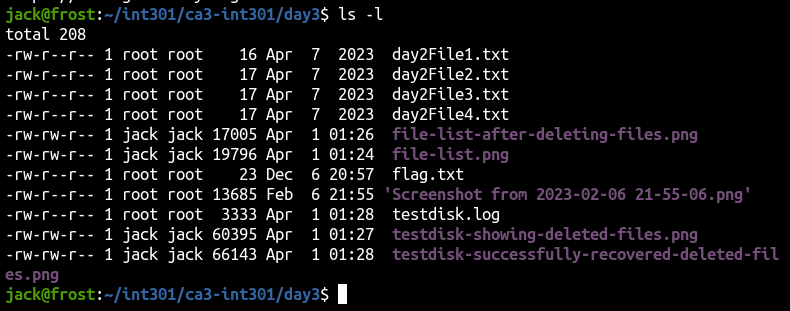 jack@frost:~/int301/ca3-int301/day3$ ls -l
total 208
-rw-r--r-- 1 root root    16 Apr  7  2023  day2File1.txt
-rw-r--r-- 1 root root    17 Apr  7  2023  day2File2.txt
-rw-r--r-- 1 root root    17 Apr  7  2023  day2File3.txt
-rw-r--r-- 1 root root    17 Apr  7  2023  day2File4.txt
-rw-r--r-- 1 jack jack 17005 Apr  1 01:26  file-list-after-deleting-files.png
-rw-rw-r-- 1 jack jack 19796 Apr  1 01:24  file-list.png
-rw-r--r-- 1 root root    23 Dec  6 20:57  flag.txt
-rw-r--r-- 1 root root 13685 Feb  6 21:55 'Screenshot from 2023-02-06 21-55-06.png'
-rw-r--r-- 1 root root  3333 Apr  1 01:28  testdisk.log
-rw-rw-r-- 1 jack jack 60395 Apr  1 01:27  testdisk-showing-deleted-files.png
-rw-rw-r-- 1 jack jack 66143 Apr  1 01:28  testdisk-successfully-recovered-deleted-fil
es.png
jack@frost:~/int301/ca3-int301/day3$